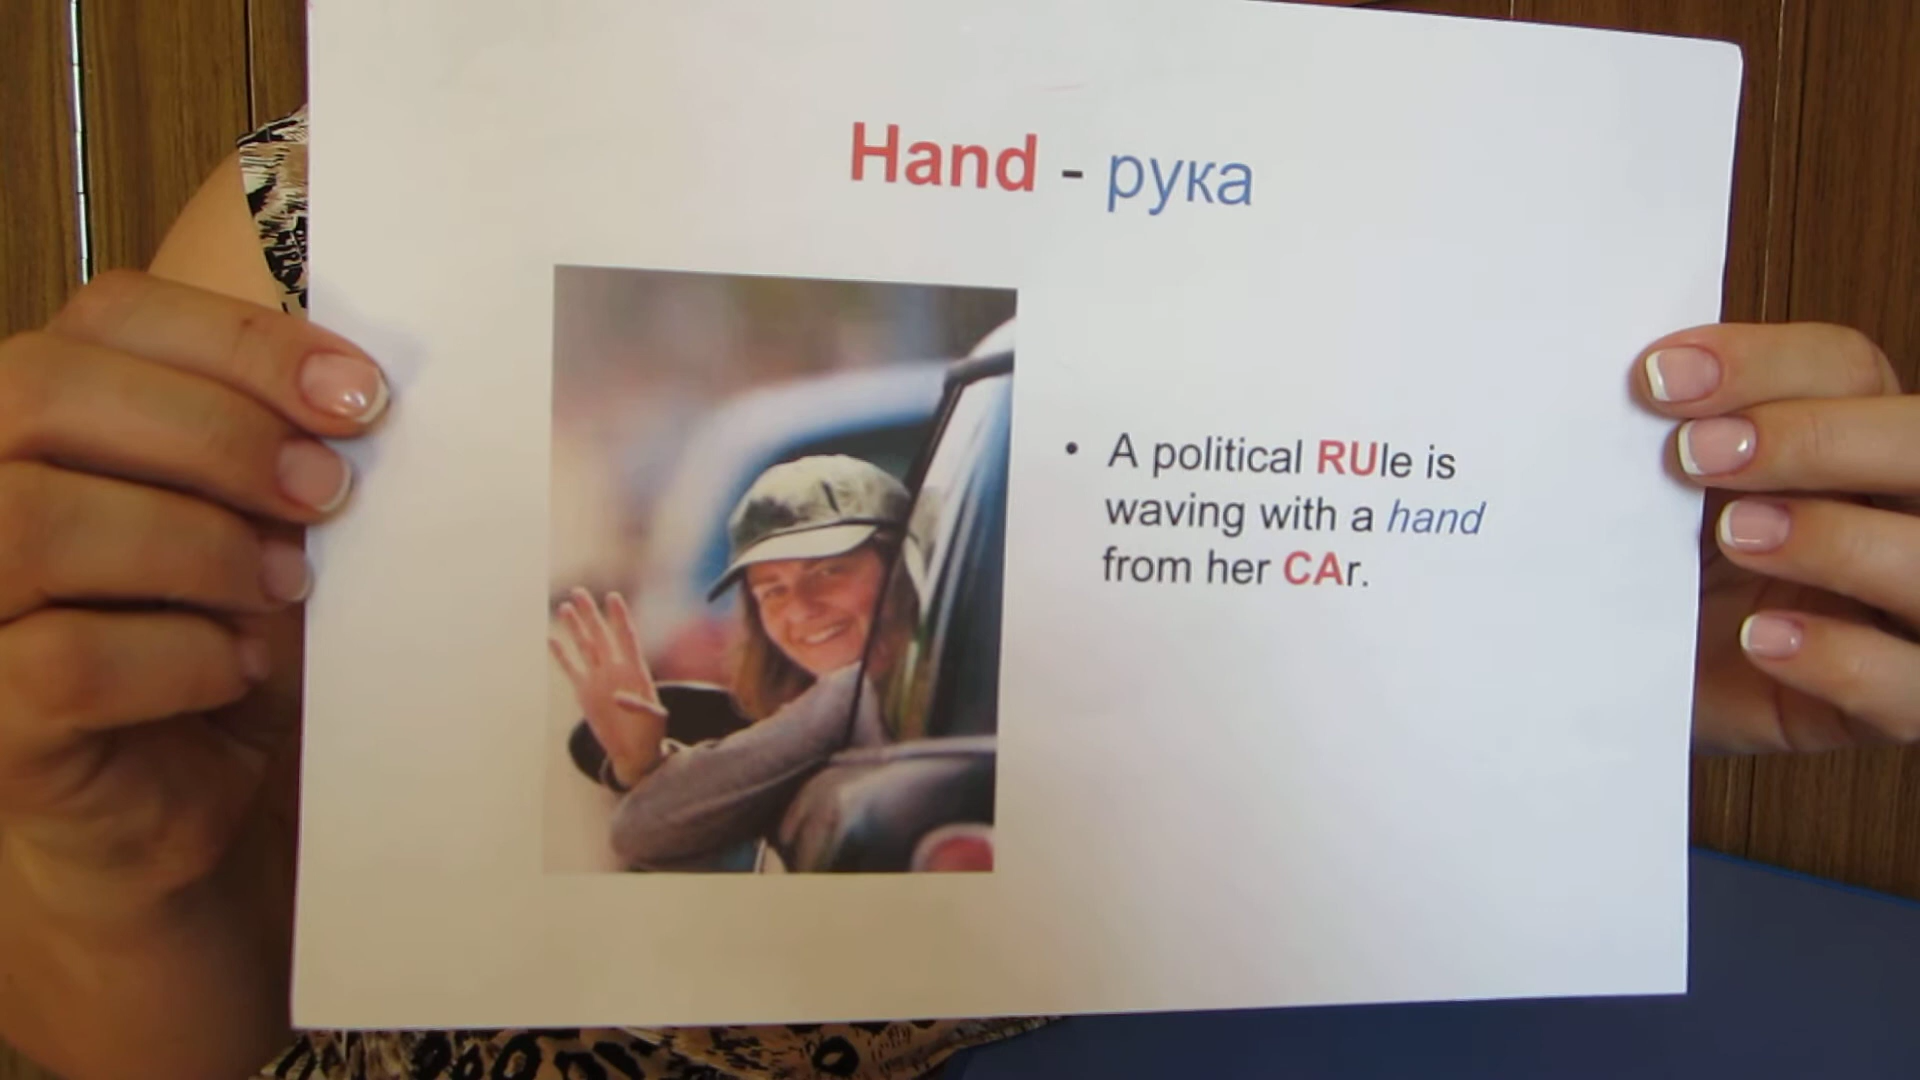 Hand - рука
• A political RUle is
waving with a hand
from her CAr.